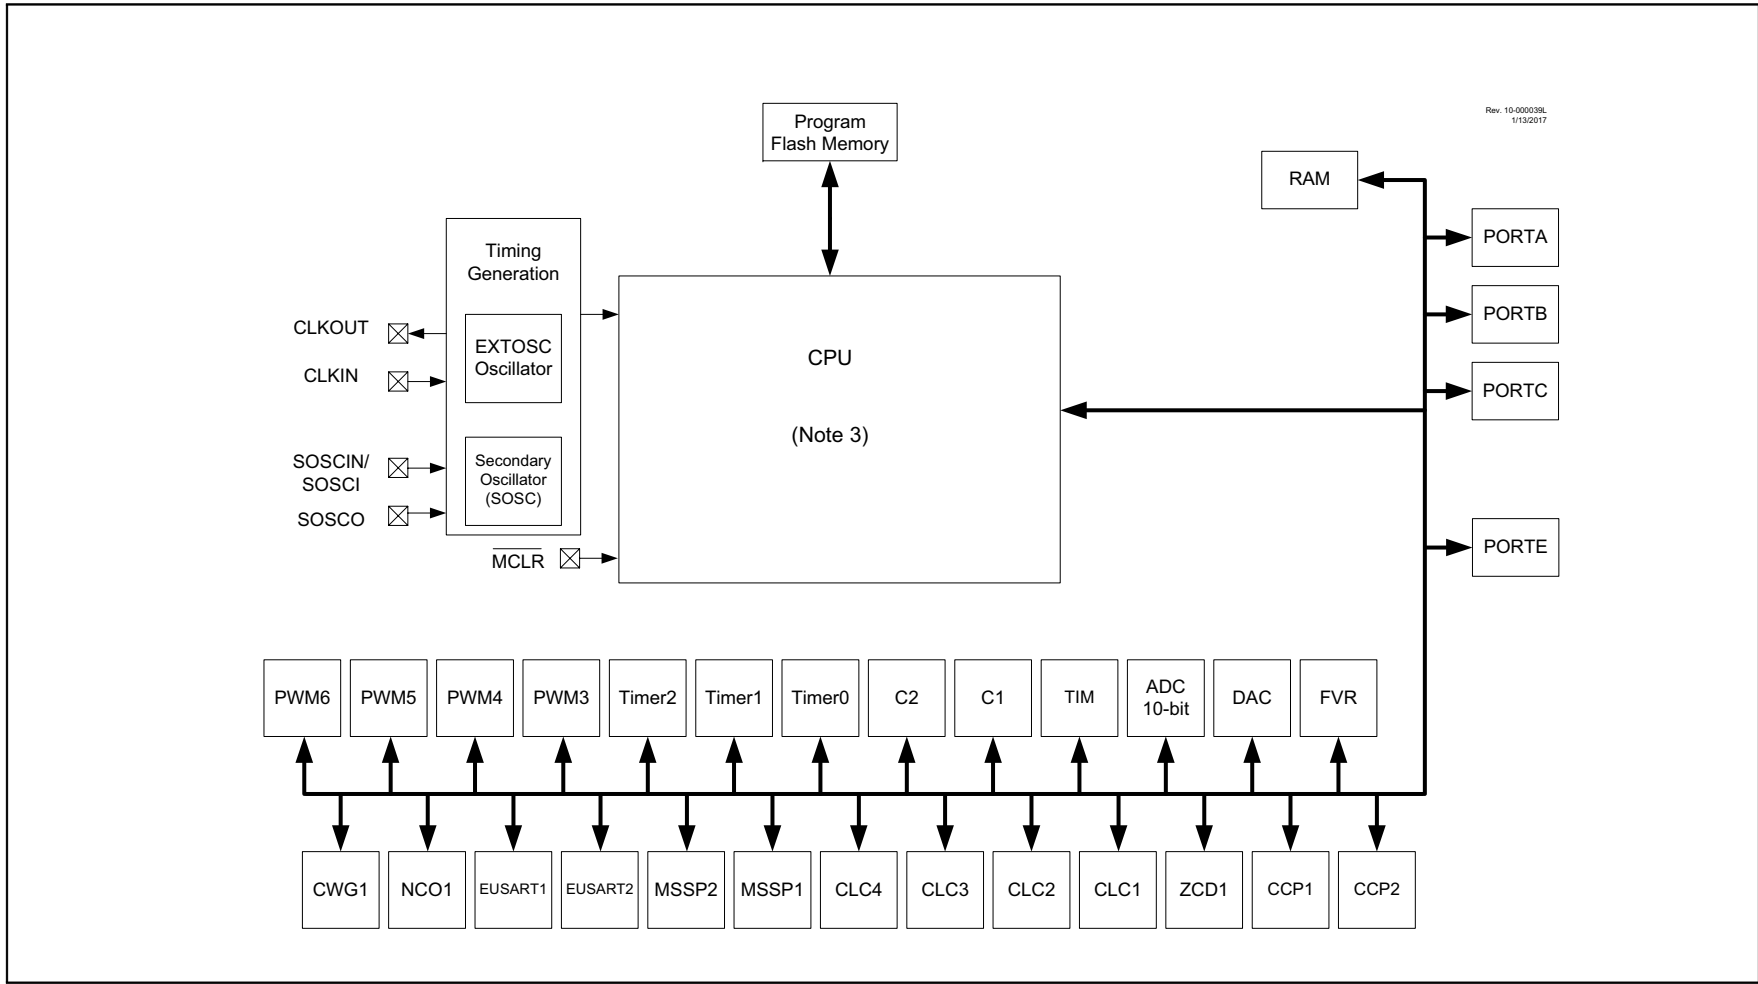 Program
Flash Memory
Rev. 10-000039L
1/13/2017
RAM
PORTA
PORTB
PORTC
PORTE
Timing
Generation
EXTOSC
Oscillator
Secondary
Oscillator
(SOSC)
CLKOUT
CLKIN
SOSCIN/
SOSCI
SOSCO
MCLR
CPU
(Note 3)
PWM6
PWM5
PWM4
PWM3
Timer2
Timer1
Timer0
C2
C1
TIM
ADC
10-bit
DAC
FVR
CWG1
NCO1
EUSART1
EUSART2
MSSP2
MSSP1
CLC4
CLC3
CLC2
CLC1
ZCD1
CCP1
CCP2